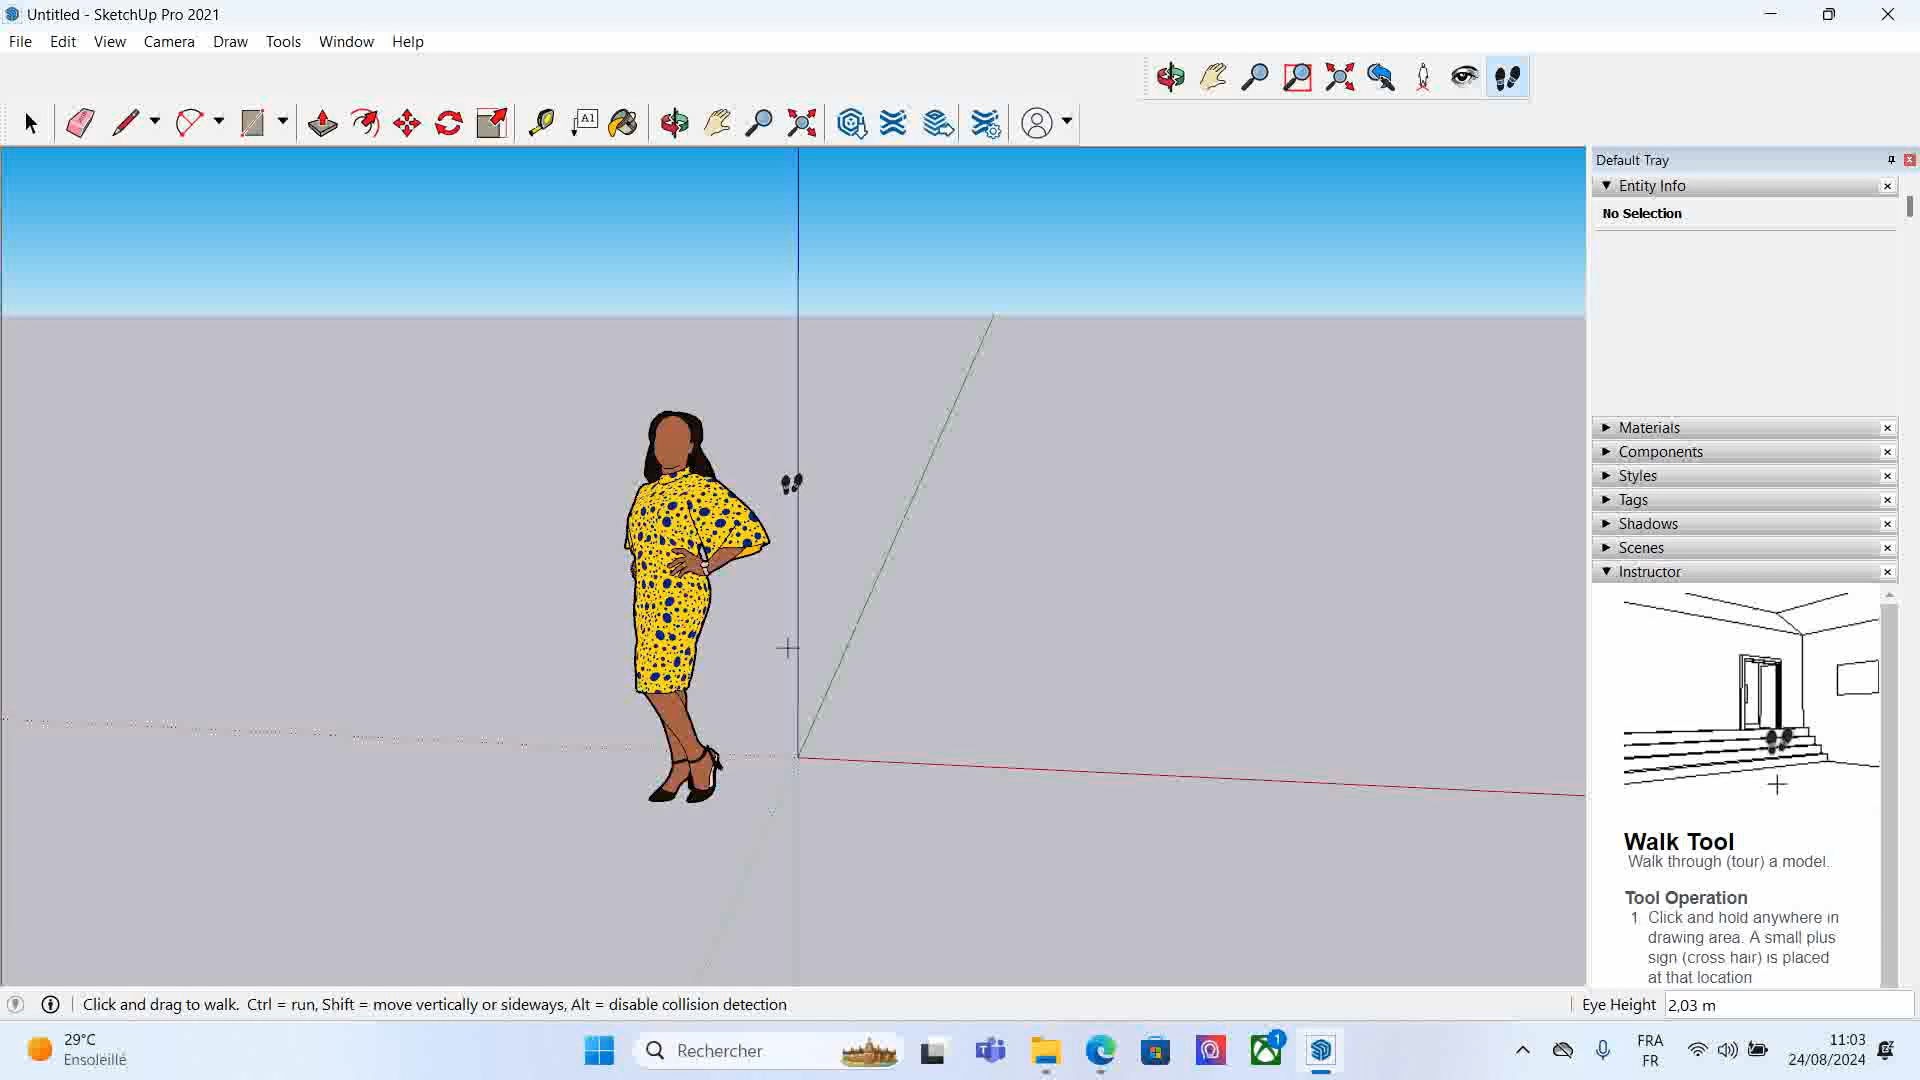 Untitled - SketchUp Pro 2021
File Edit View Camera Draw Tools Window Help
A1
Default Tray
Entity Info
No Selection
Materials
Components
Styles
Tags
Shadows
Scenes
Instructor
Walk Tool
Walk through (tour) a model.
Tool Operation
1 Click and hold anywhere in
drawing area. A small plus
sign (cross hair) is placed
at that location
Click and drag to walk. Ctrl = run, Shift = move vertically or sideways, Alt = disable collision detection
Eye Height 2,03 m
29°C
Ensoleillé
Rechercher
1
FRA
FR
11:03
24/08/2024